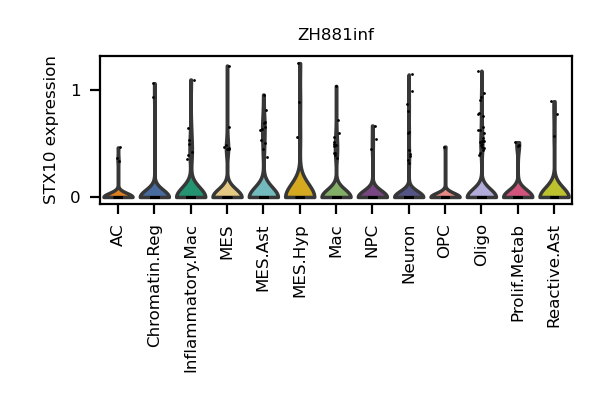 ZH881inf
STX10 expression
1
0
AC
Chromatin.Reg
Inflammatory.Mac
MES
MES.Ast
MES.Hyp
Mac
NPC
Neuron
OPC
Oligo
Prolif.Metab
Reactive.Ast